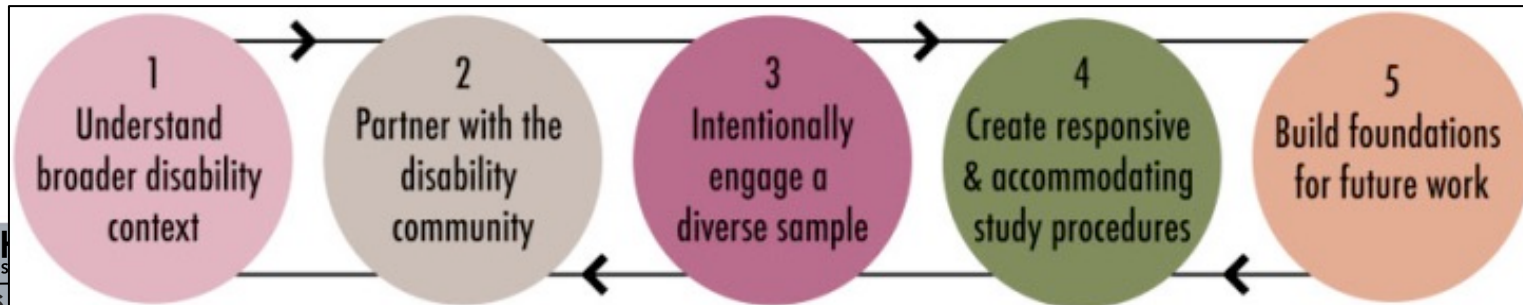 1
Understand
broader disability
context
2
Partner with the
disability
community
3
Intentionally
engage a
diverse sample
4
Create responsive
& accommodating
study procedures
5
Build foundations
for future work